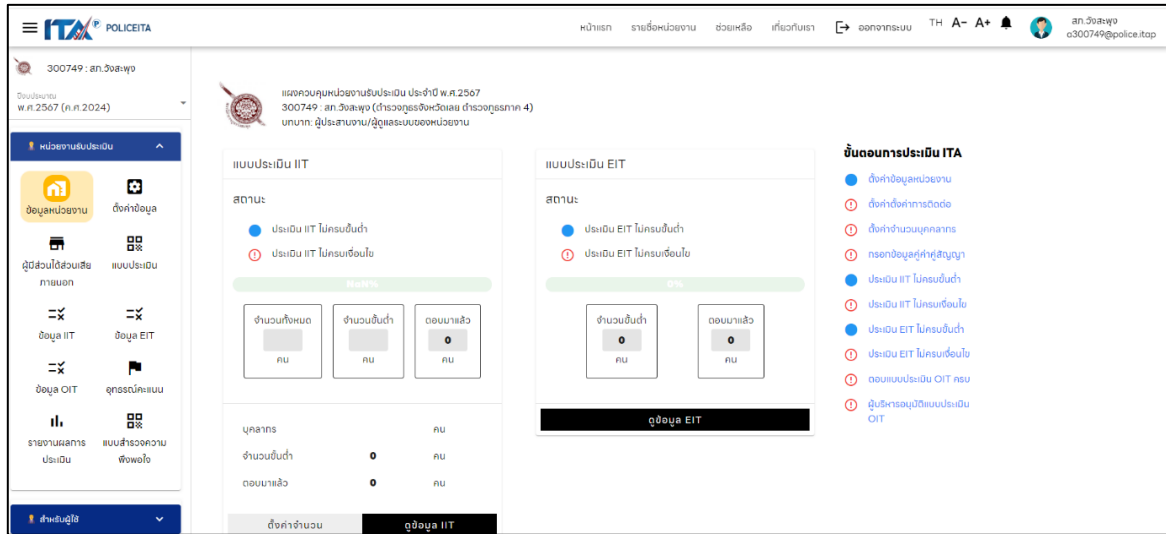 ITA P POLICEITA
หน้าแรก รายชื่อหน่วยงาน ช่วยเหลือ เกี่ยวกับเรา ออกจากระบบ TH A- A+
สภ.วังสะพุง
a300749@police.itap
300749 : สภ.วังสะพุง
ปีงบประมาณ
พ.ศ.2567 (ค.ศ.2024)
หน่วยงานรับประเมิน
ข้อมูลหน่วยงาน
ตั้งค่าข้อมูล
ผู้มีส่วนได้ส่วนเสีย
ภายนอก
แบบประเมิน
ข้อมูล IIT
ข้อมูล EIT
ข้อมูล OIT
อุทธรณ์คะแนน
รายงานผลการ
ประเมิน
แบบสำรวจความ
พึงพอใจ
สำหรับผู้ใช้
แผงควบคุมหน่วยงานรับประเมิน ประจำปี พ.ศ.2567
300749 : สภ.วังสะพุง (ตำรวจภูธรจังหวัดเลย ตำรวจภูธรภาค 4)
บทบาท: ผู้ประสานงาน/ผู้ดูแลระบบของหน่วยงาน
แบบประเมิน IIT
สถานะ
ประเมิน IIT ไม่ครบขั้นต่ำ
ประเมิน IIT ไม่ครบเงื่อนไข
NaN%
จำนวนทั้งหมด
คน
จำนวนขั้นต่ำ
คน
ตอบมาแล้ว
0
คน
บุคลากร คน
จำนวนขั้นต่ำ 0 คน
ตอบมาแล้ว 0 คน
ตั้งค่าจำนวน ดูข้อมูล IIT
แบบประเมิน EIT
สถานะ
ประเมิน EIT ไม่ครบขั้นต่ำ
ประเมิน EIT ไม่ครบเงื่อนไข
0%
จำนวนขั้นต่ำ
0
คน
ตอบมาแล้ว
0
คน
ดูข้อมูล EIT
ขั้นตอนการประเมิน ITA
ตั้งค่าข้อมูลหน่วยงาน
ตั้งค่าตั้งค่าการติดต่อ
ตั้งค่าจำนวนบุคคลากร
กรอกข้อมูลคู่ค้าคู่สัญญา
ประเมิน IIT ไม่ครบขั้นต่ำ
ประเมิน IIT ไม่ครบเงื่อนไข
ประเมิน EIT ไม่ครบขั้นต่ำ
ประเมิน EIT ไม่ครบเงื่อนไข
ตอบแบบประเมิน OIT ครบ
ผู้บริหารอนุมัติแบบประเมิน
OIT